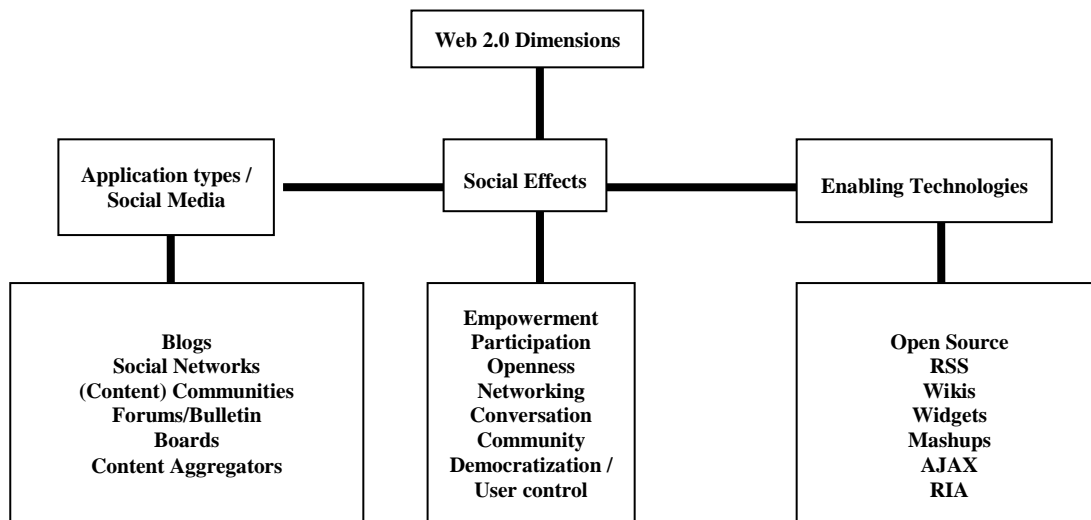 Web 2.0 Dimensions
Application types /
Social Media
Social Effects
Enabling Technologies
Blogs
Social Networks
(Content) Communities
Forums/Bulletin
Boards
Content Aggregators
Empowerment
Participation
Openness
Networking
Conversation
Community
Democratization /
User control
Open Source
RSS
Wikis
Widgets
Mashups
AJAX
RIA